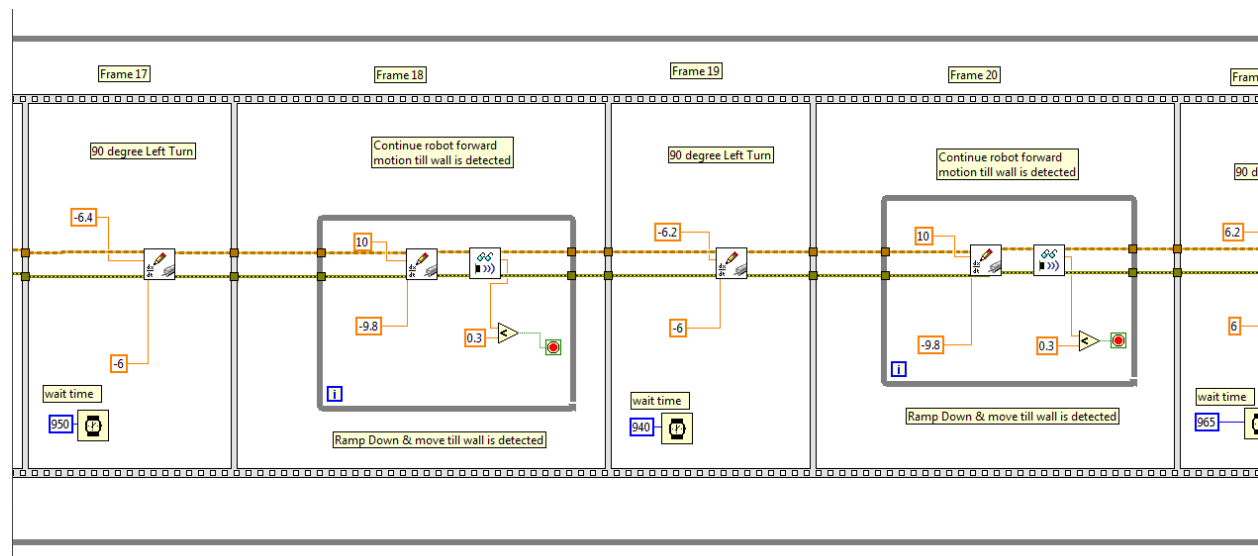 Frame 17
90 degree Left Turn
-6.4
-6
wait time
950
Frame 18
Continue robot forward
motion till wall is detected
10
-9.8
0.3
i
Ramp Down & move till wall is detected
Frame 19
90 degree Left Turn
-6.2
-6
wait time
940
Frame 20
Continue robot forward
motion till wall is detected
10
-9.8
0.3
i
Ramp Down & move till wall is detected
Fram
90 d
6.2
6
wait time
965